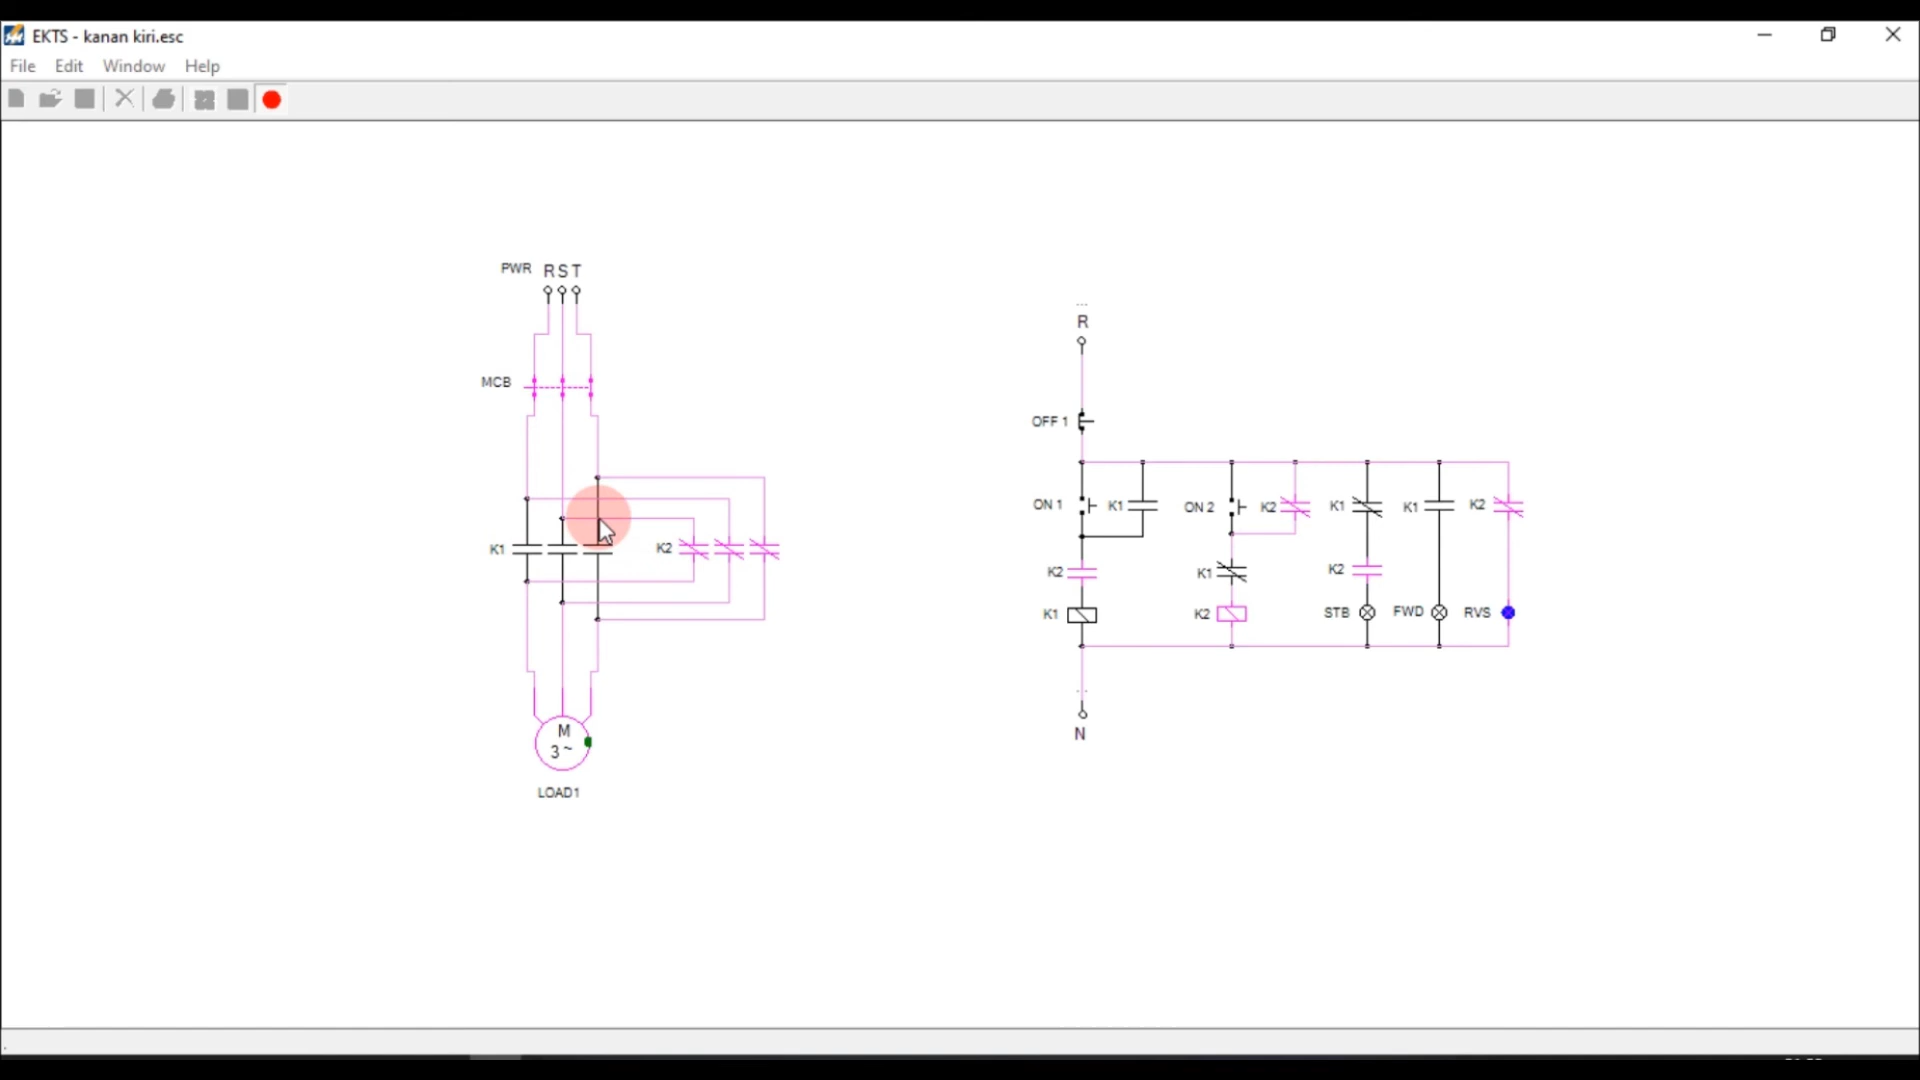 EKTS - kanan kiri.esc
File Edit Window Help
PWR R S T
R
MCB
OFF 1
ON 1 K1 ON 2 K2 K1 K1 K2
K1 K2
K2 K1 K2
K1 K2 STB FWD RVS
M
3 ~
N
LOAD1